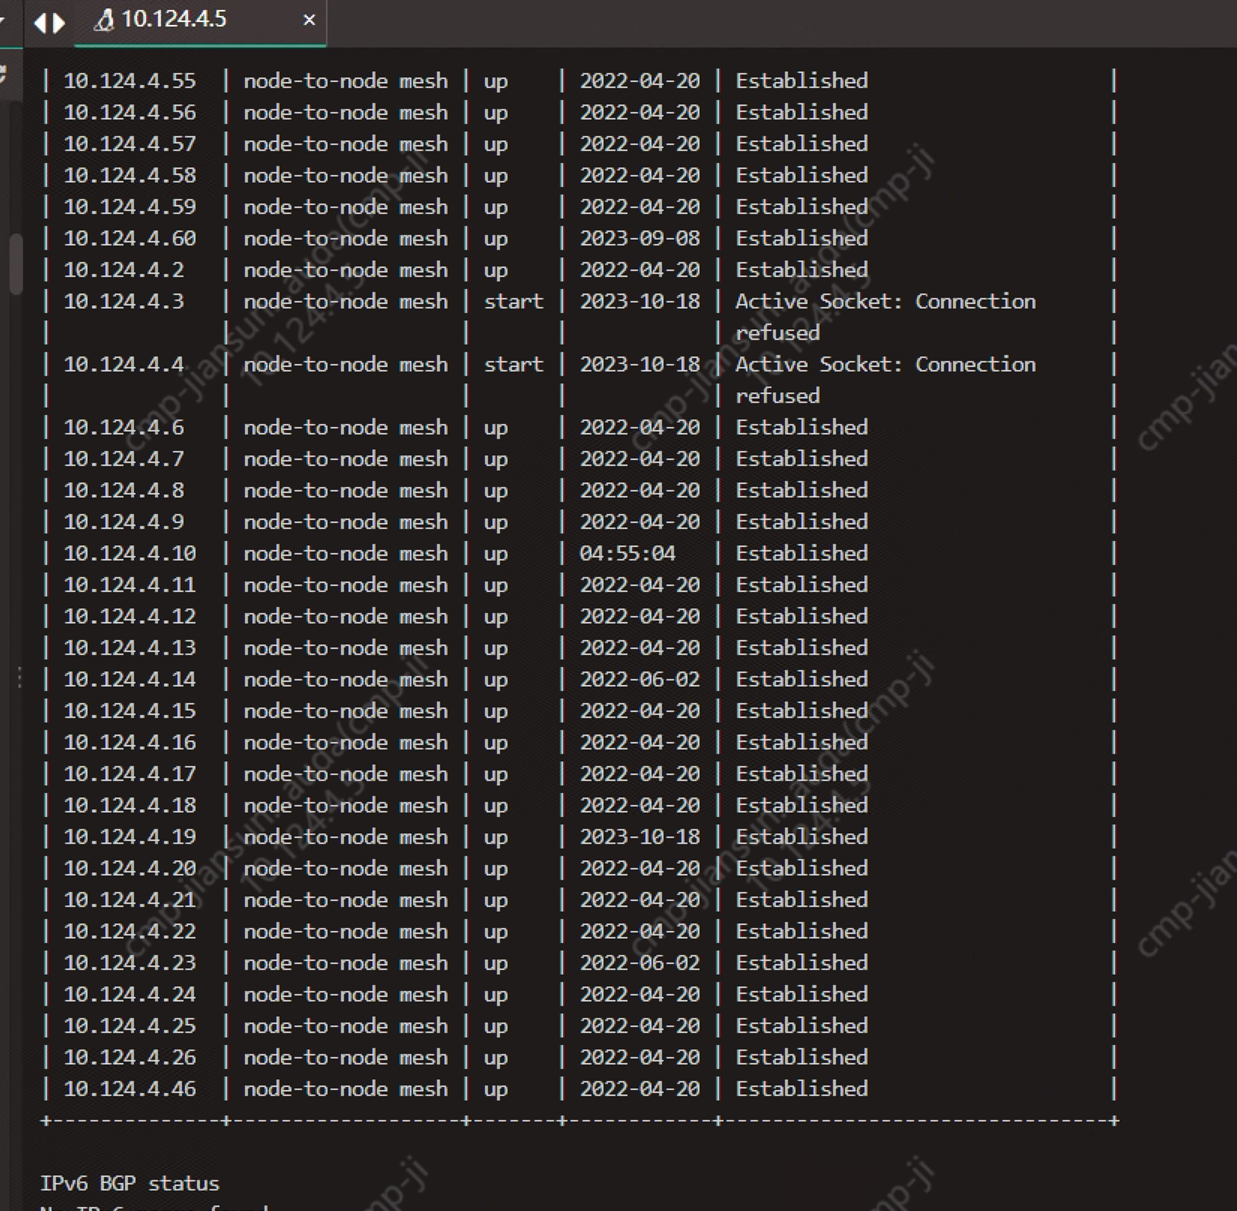 10.124.4.5 ×
| 10.124.4.55 | node-to-node mesh | up | 2022-04-20 | Established |
| 10.124.4.56 | node-to-node mesh | up | 2022-04-20 | Established |
| 10.124.4.57 | node-to-node mesh | up | 2022-04-20 | Established |
| 10.124.4.58 | node-to-node mesh | up | 2022-04-20 | Established |
| 10.124.4.59 | node-to-node mesh | up | 2022-04-20 | Established |
| 10.124.4.60 | node-to-node mesh | up | 2023-09-08 | Established |
| 10.124.4.2 | node-to-node mesh | up | 2022-04-20 | Established |
| 10.124.4.3 | node-to-node mesh | start | 2023-10-18 | Active Socket: Connection |
| | | | | refused |
| 10.124.4.4 | node-to-node mesh | start | 2023-10-18 | Active Socket: Connection |
| | | | | refused |
| 10.124.4.6 | node-to-node mesh | up | 2022-04-20 | Established |
| 10.124.4.7 | node-to-node mesh | up | 2022-04-20 | Established |
| 10.124.4.8 | node-to-node mesh | up | 2022-04-20 | Established |
| 10.124.4.9 | node-to-node mesh | up | 2022-04-20 | Established |
| 10.124.4.10 | node-to-node mesh | up | 04:55:04 | Established |
| 10.124.4.11 | node-to-node mesh | up | 2022-04-20 | Established |
| 10.124.4.12 | node-to-node mesh | up | 2022-04-20 | Established |
| 10.124.4.13 | node-to-node mesh | up | 2022-04-20 | Established |
| 10.124.4.14 | node-to-node mesh | up | 2022-06-02 | Established |
| 10.124.4.15 | node-to-node mesh | up | 2022-04-20 | Established |
| 10.124.4.16 | node-to-node mesh | up | 2022-04-20 | Established |
| 10.124.4.17 | node-to-node mesh | up | 2022-04-20 | Established |
| 10.124.4.18 | node-to-node mesh | up | 2022-04-20 | Established |
| 10.124.4.19 | node-to-node mesh | up | 2023-10-18 | Established |
| 10.124.4.20 | node-to-node mesh | up | 2022-04-20 | Established |
| 10.124.4.21 | node-to-node mesh | up | 2022-04-20 | Established |
| 10.124.4.22 | node-to-node mesh | up | 2022-04-20 | Established |
| 10.124.4.23 | node-to-node mesh | up | 2022-06-02 | Established |
| 10.124.4.24 | node-to-node mesh | up | 2022-04-20 | Established |
| 10.124.4.25 | node-to-node mesh | up | 2022-04-20 | Established |
| 10.124.4.26 | node-to-node mesh | up | 2022-04-20 | Established |
| 10.124.4.46 | node-to-node mesh | up | 2022-04-20 | Established |
+--------------+-------------------+-------+------------+--------------------------------+
IPv6 BGP status